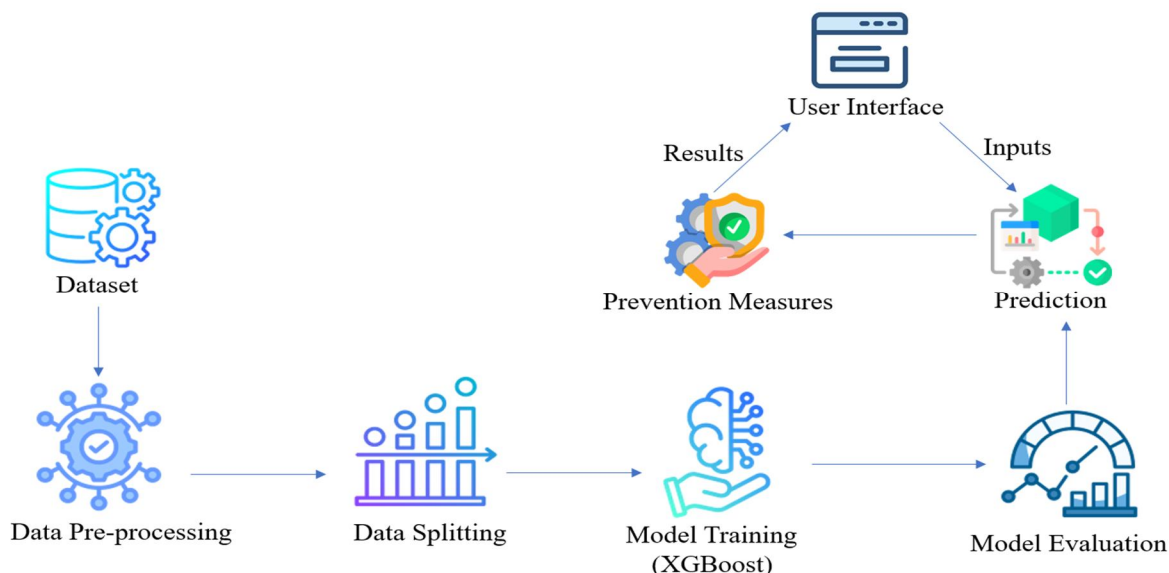 User Interface
Results
Inputs
Dataset
Prevention Measures
Prediction
Data Pre-processing
Data Splitting
Model Training
(XGBoost)
Model Evaluation